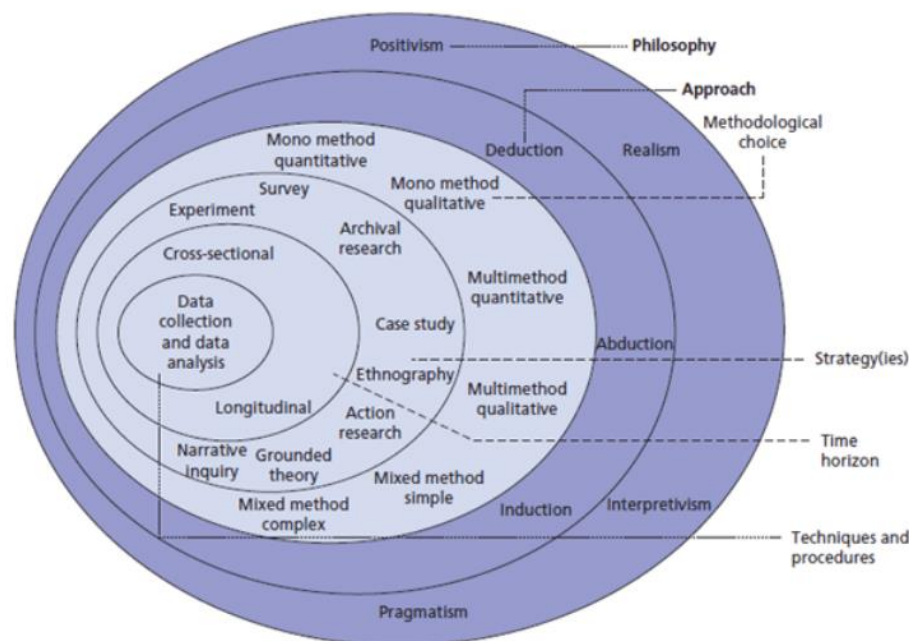 Positivism
Philosophy
Approach
Methodological
choice
Mono method
quantitative
Deduction
Realism
Survey
Mono method
qualitative
Experiment
Archival
research
Cross-sectional
Multimethod
quantitative
Data
collection
and data
analysis
Case study
Abduction
Strategy(ies)
Ethnography
Multimethod
qualitative
Longitudinal
Action
research
Time
horizon
Narrative
inquiry
Grounded
theory
Mixed method
simple
Mixed method
complex
Induction
Interpretivism
Techniques and
procedures
Pragmatism